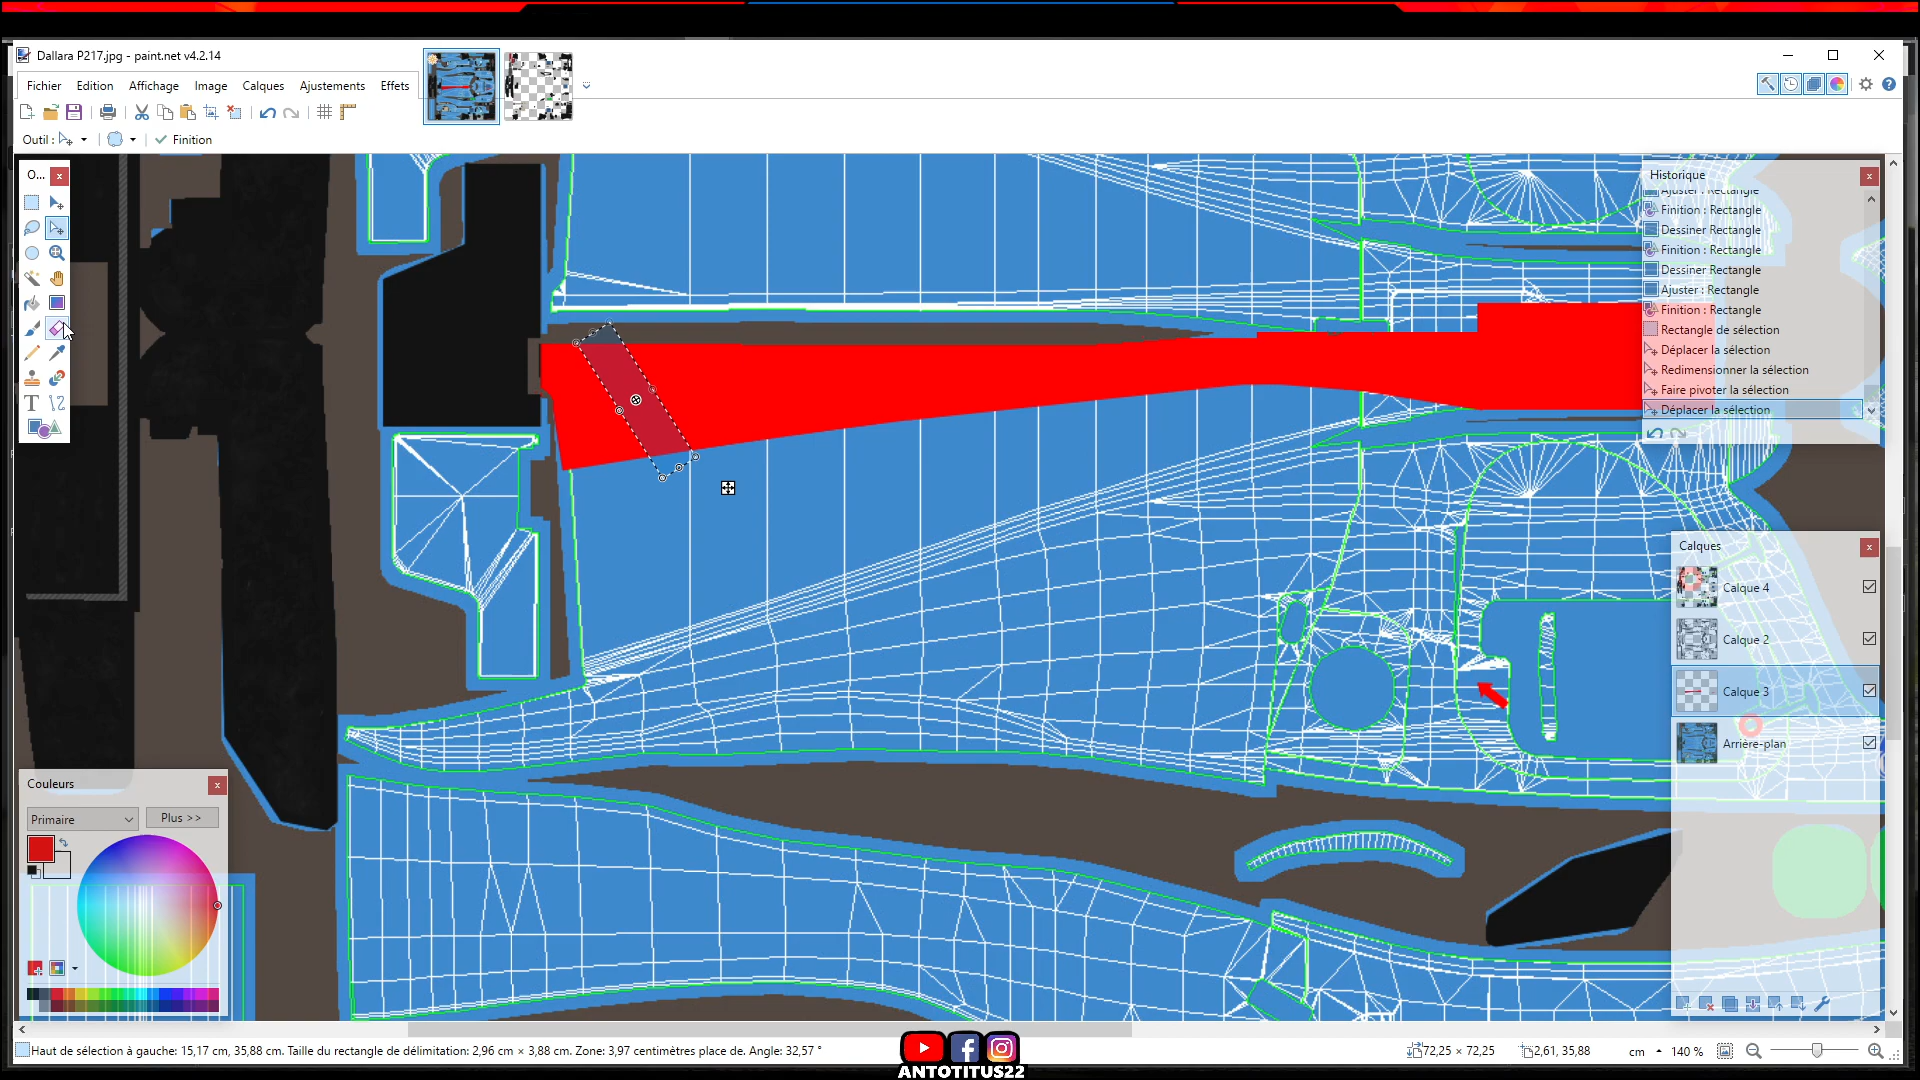 Dallara P217.jpg - paint.net v4.2.14
Fichier Edition Affichage Image Calques Ajustements Effets
Outil : Finition
O...
Historique
Ajuster : Rectangle
Finition : Rectangle
Dessiner Rectangle
Finition : Rectangle
Dessiner Rectangle
Ajuster : Rectangle
Finition : Rectangle
Rectangle de sélection
Déplacer la sélection
Redimensionner la sélection
Faire pivoter la sélection
Déplacer la sélection
Calques
Calque 4
Calque 2
Calque 3
Arrière-plan
Couleurs
Primaire
Plus >>
Haut de sélection à gauche: 15,17 cm, 35,88 cm. Taille du rectangle de délimitation: 2,96 cm × 3,88 cm. Zone: 3,97 centimètres place de. Angle: 32,57 °
72,25 × 72,25
2,61, 35,88
cm
140 %
ANTOTITUS22